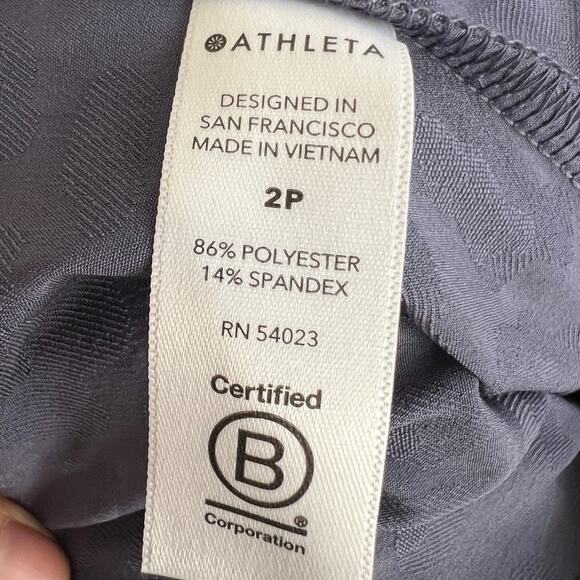 ATHLETA
DESIGNED IN
SAN FRANCISCO
MADE IN VIETNAM
2P
86% POLYESTER
14% SPANDEX
RN 54023
Certified
B
®
Corporation